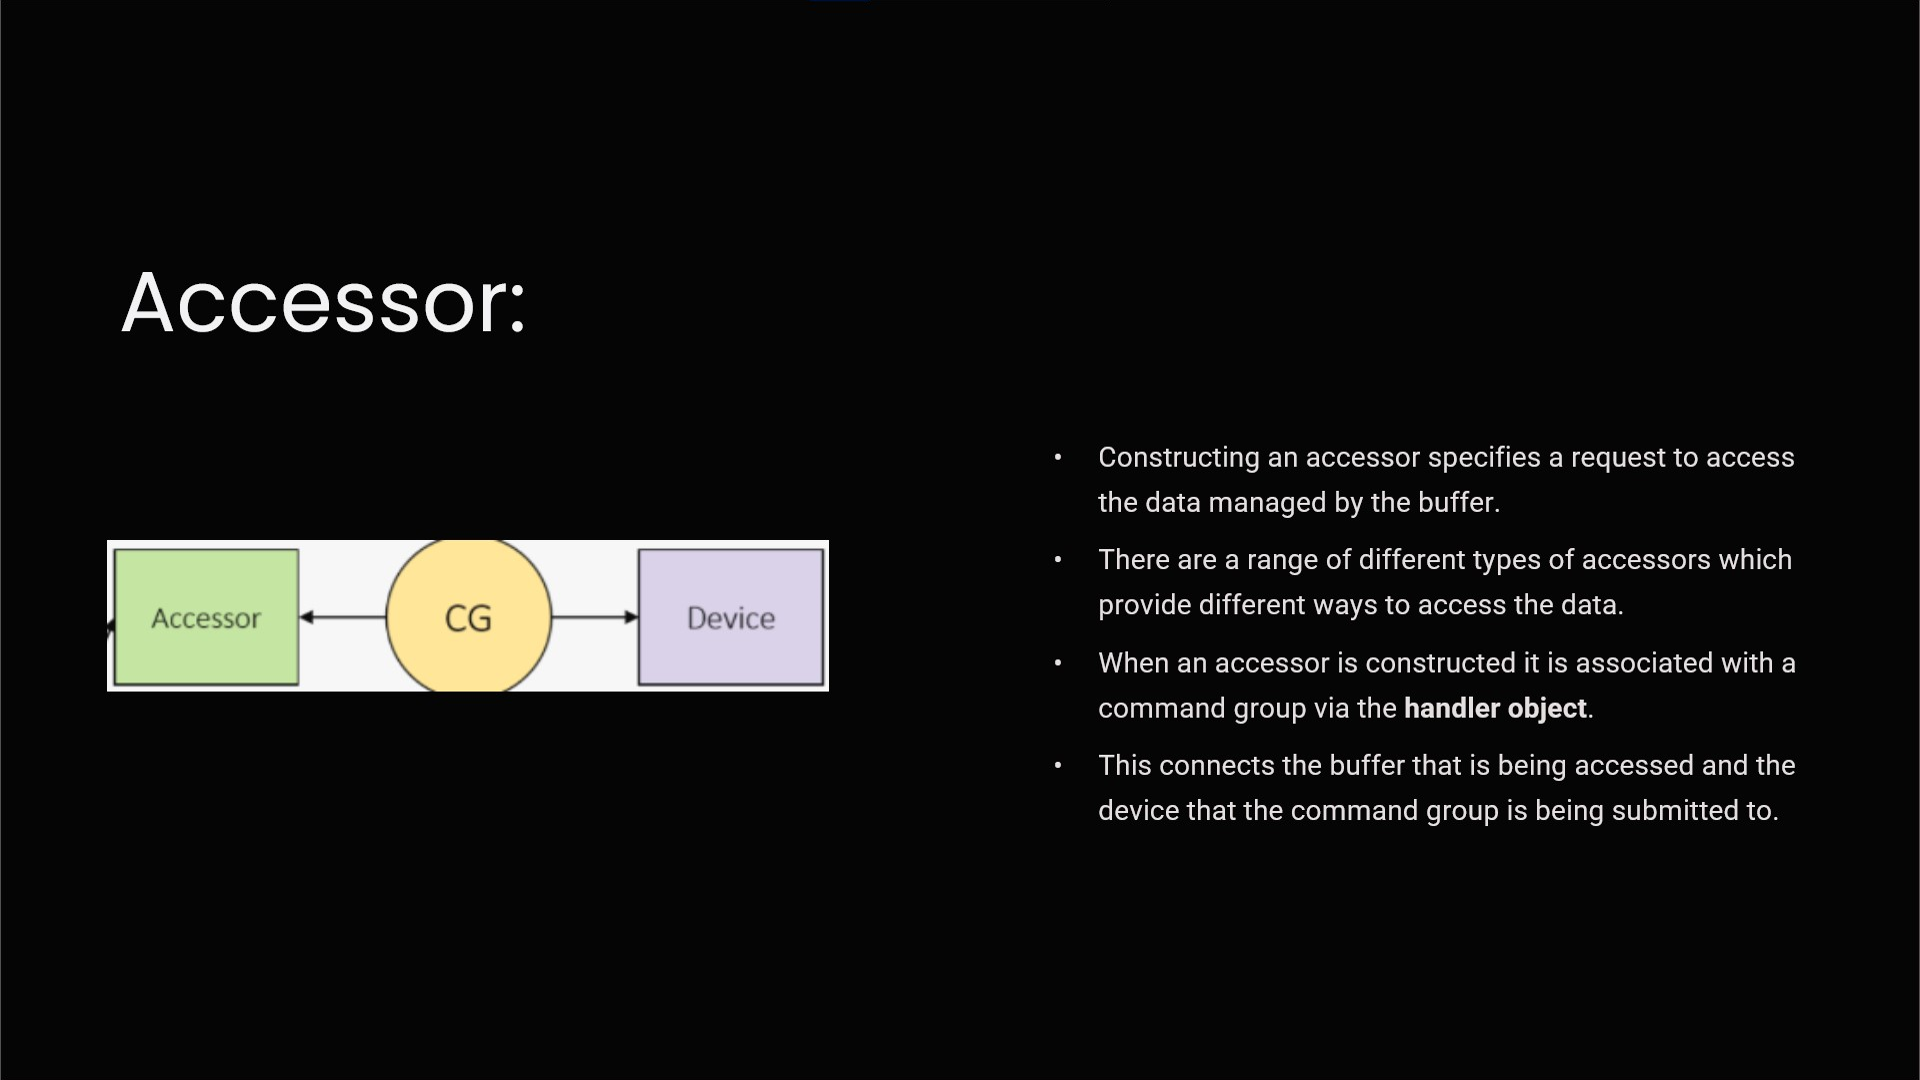 Accessor:
Accessor
CG
Device
• Constructing an accessor specifies a request to access
the data managed by the buffer.
• There are a range of different types of accessors which
provide different ways to access the data.
• When an accessor is constructed it is associated with a
command group via the handler object.
• This connects the buffer that is being accessed and the
device that the command group is being submitted to.